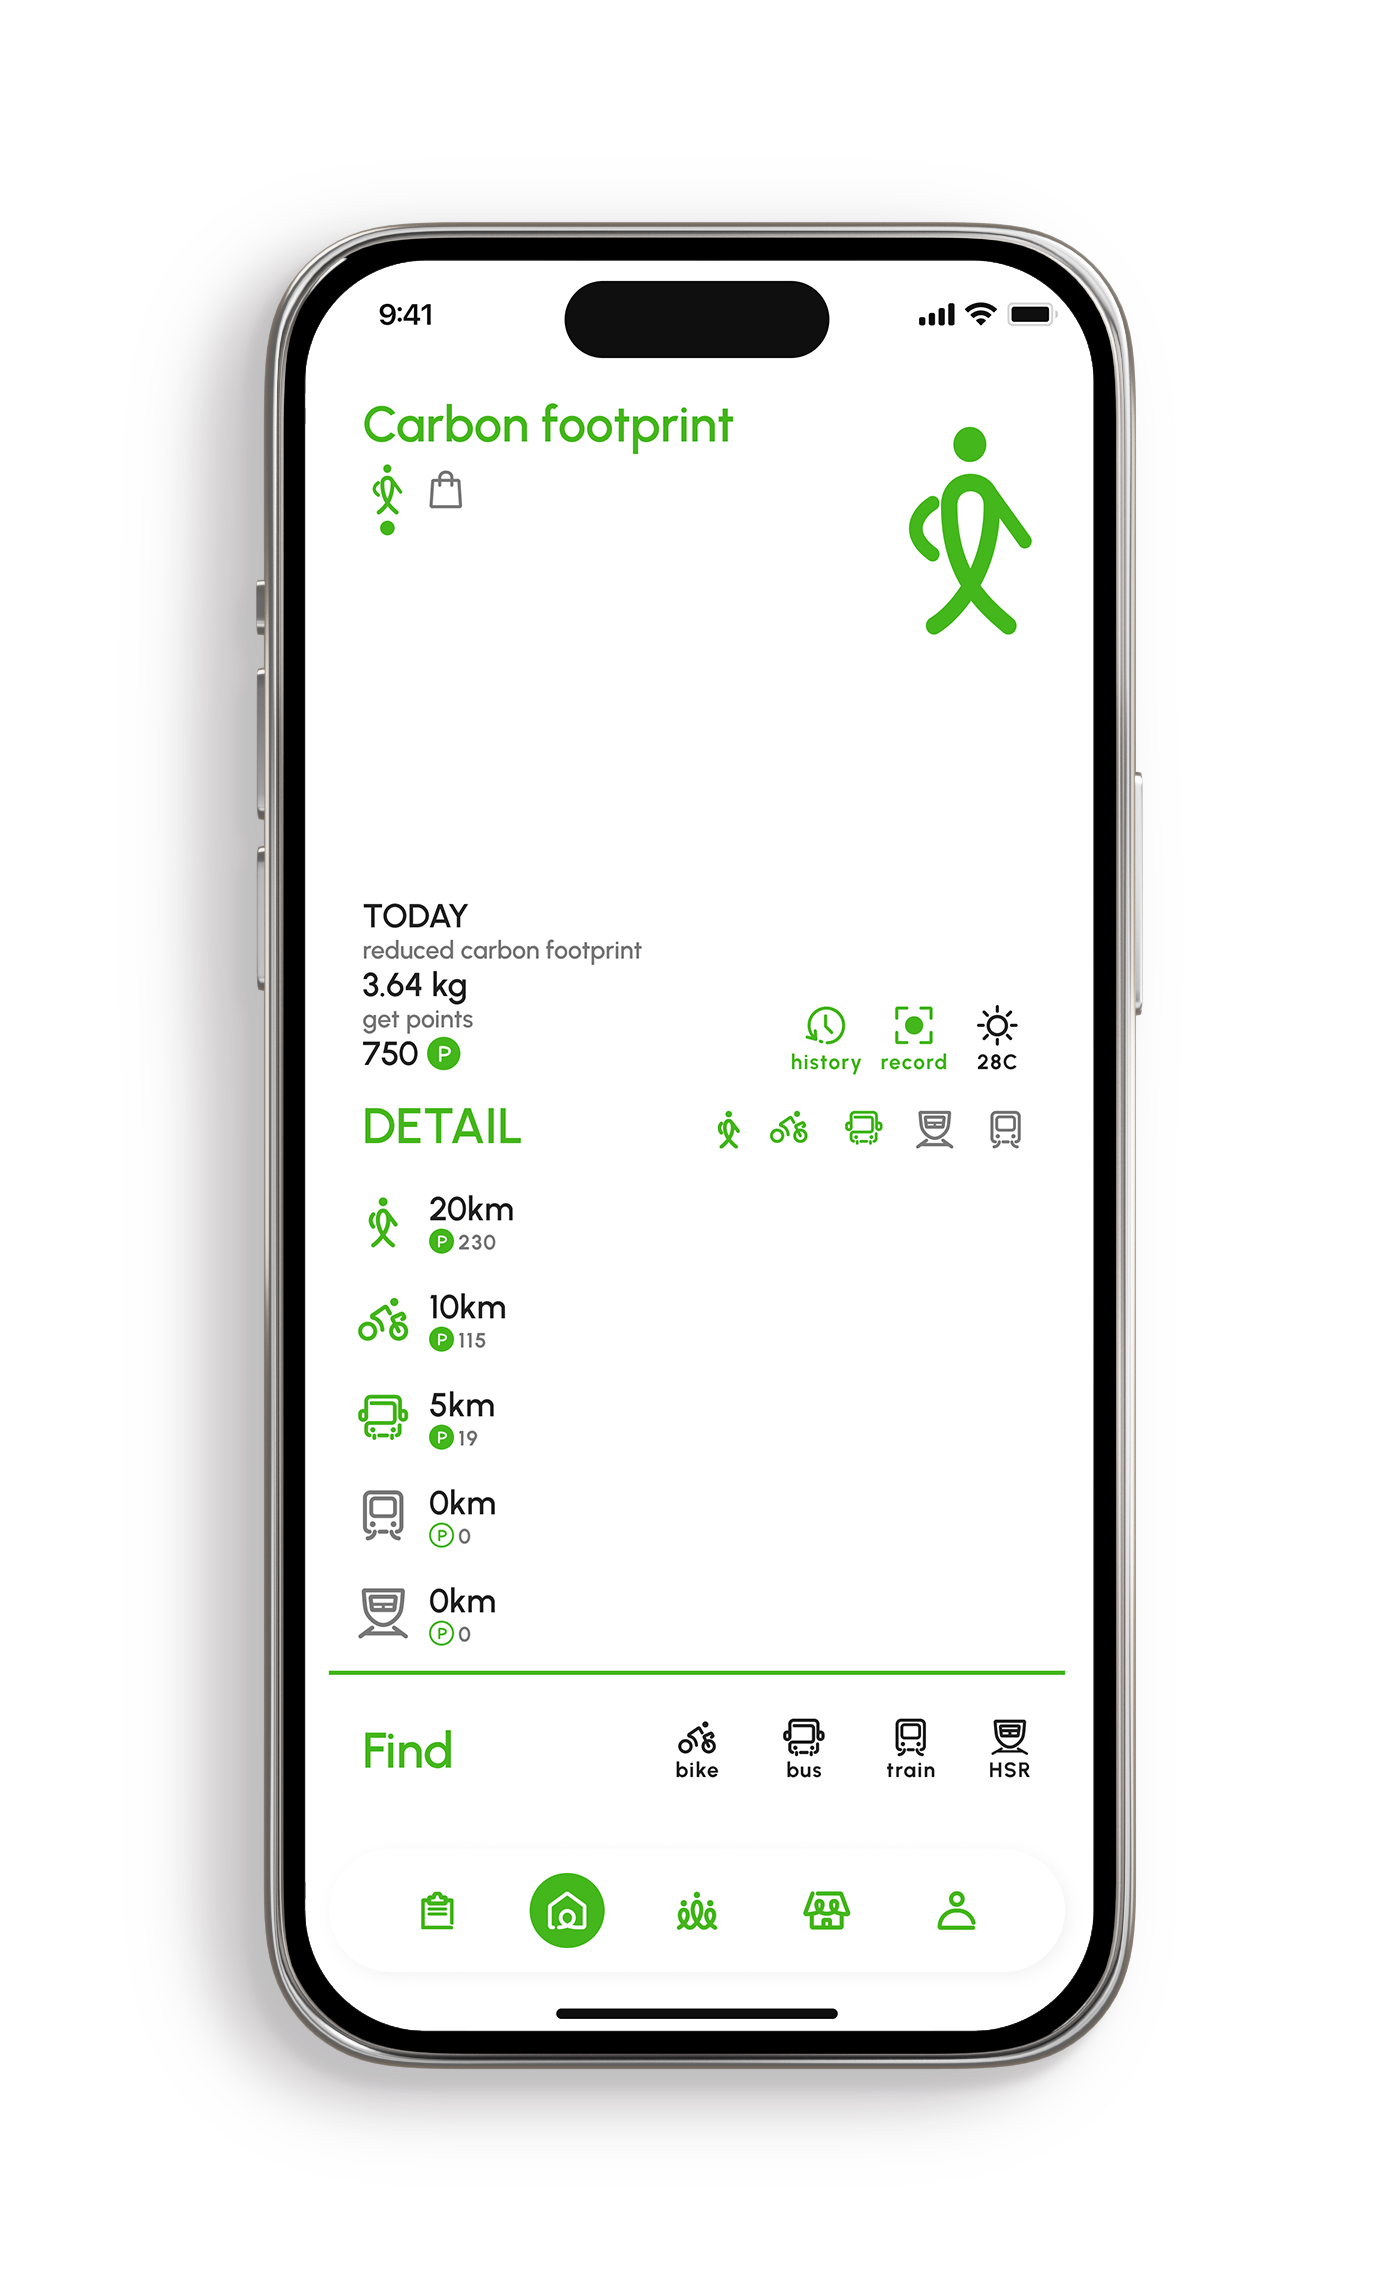 9:41
Carbon footprint
TODAY
reduced carbon footprint
3.64 kg
get points
750 P
history
record
28C
DETAIL
20km
P 230
10km
P 115
5km
P 19
0km
P 0
0km
P 0
Find
bike
bus
train
HSR